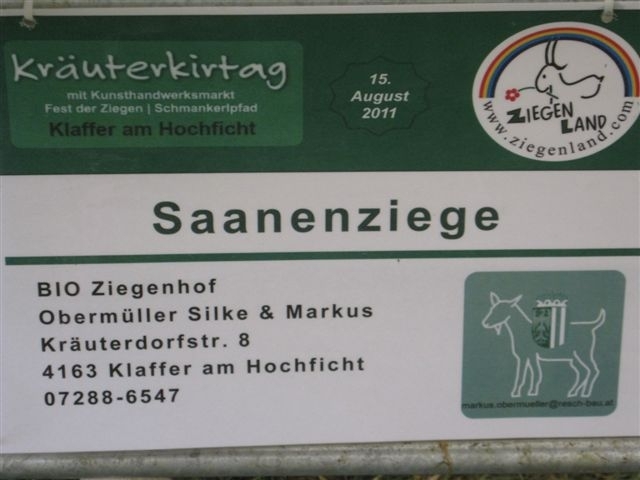 Kräuterkirtag
mit Kunsthandwerksmarkt
Fest der Ziegen | Schmankerlpfad
Klaffer am Hochficht
15.
August
2011
ZIEGEN
LAND
www.ziegenland.com
Saanenziege
BIO Ziegenhof
Obermüller Silke & Markus
Kräuterdorfstr. 8
4163 Klaffer am Hochficht
07288-6547
markus.obermueller@resch-bau.at